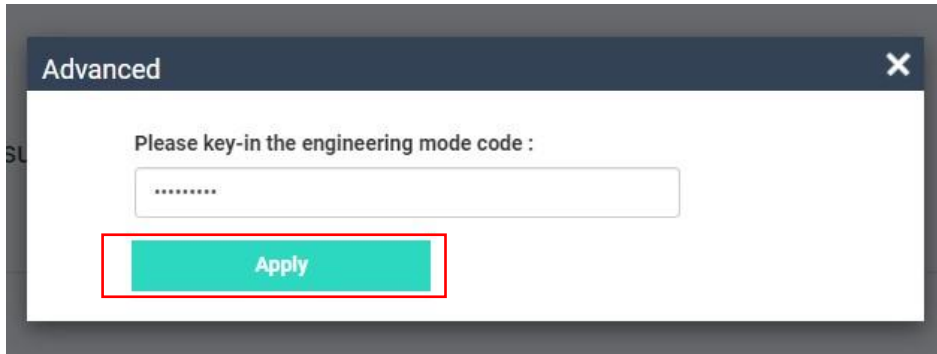 Advanced
Please key-in the engineering mode code :
•••••••••
Apply